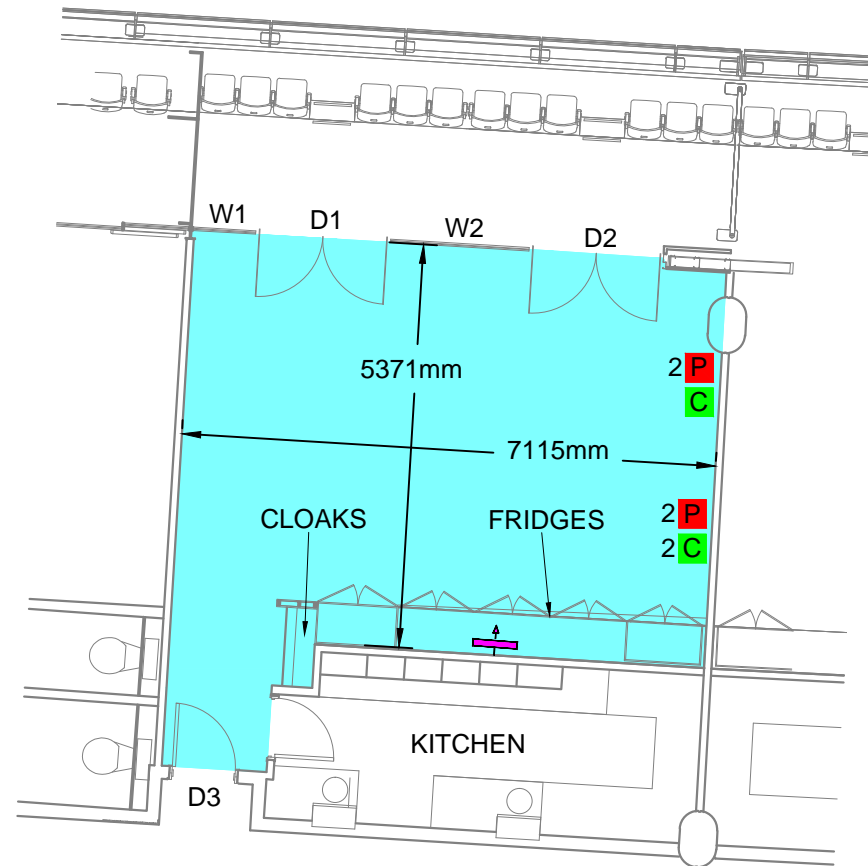 W1
D1
W2
D2
5371mm
2 P
C
7115mm
CLOAKS
FRIDGES
2 P
2 C
KITCHEN
D3